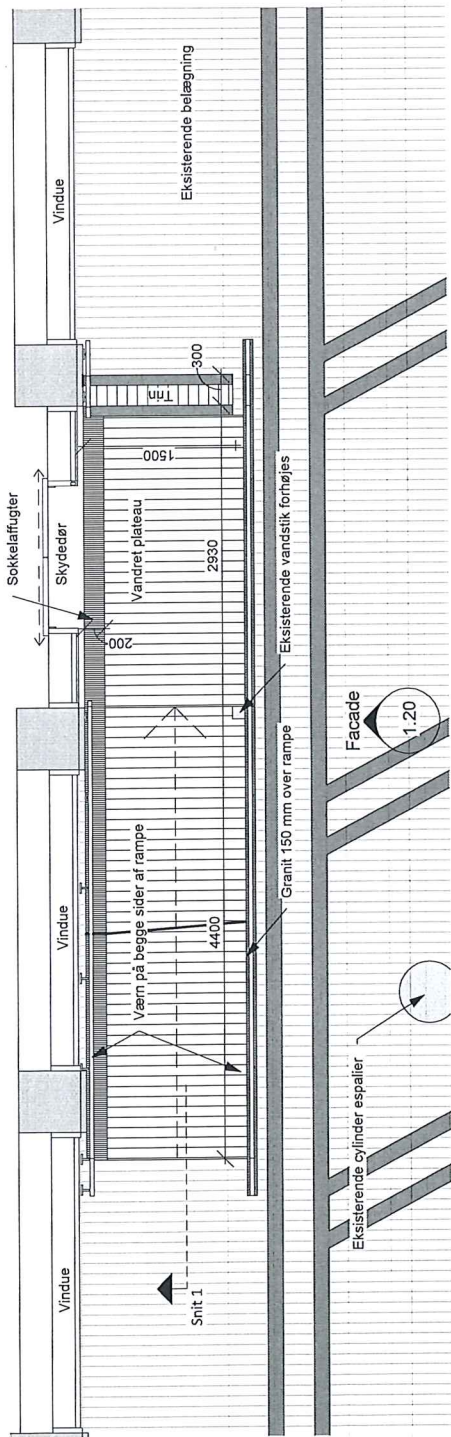 Vindue
Vindue
Vindue
Sokkelaffugter
Skydedør
Eksisterende belægning
Værn på begge sider af rampe
200
Vandret plateau
1500
Trin
4400
2930
300
Snit 1
Granit 150 mm over rampe
Eksisterende vandstik forhøjes
Facade
1:20
Eksisterende cylinder espalier